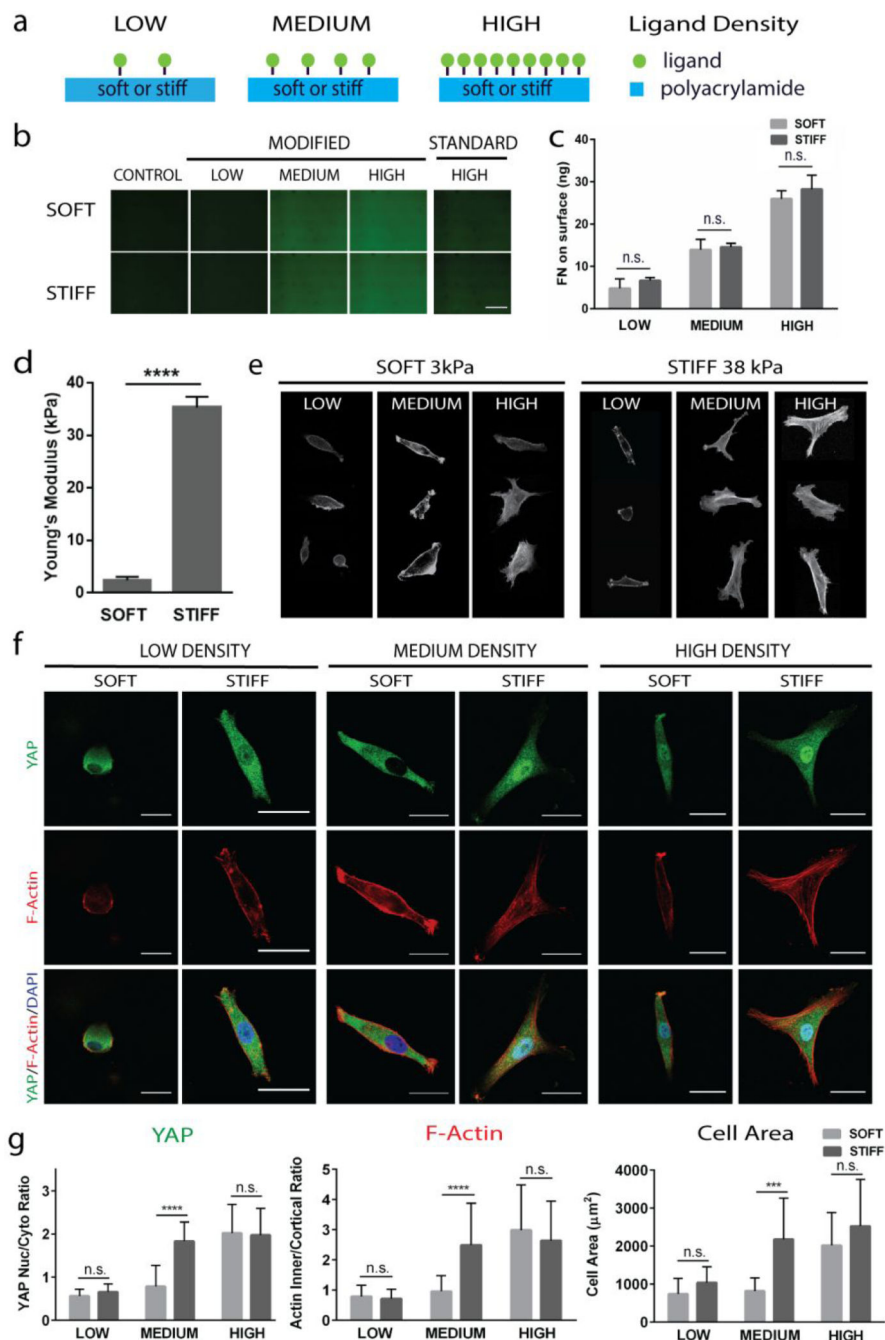 a
LOW MEDIUM HIGH Ligand Density
ligand
soft or stiff soft or stiff soft or stiff polyacrylamide
b
MODIFIED STANDARD
CONTROL LOW MEDIUM HIGH HIGH
SOFT
STIFF
c
SOFT
STIFF
FN on surface (ng)
40
30
20
10
0
n.s. n.s. n.s.
LOW MEDIUM HIGH
d
Young's Modulus (kPa)
40
30
20
10
0
****
SOFT STIFF
e
SOFT 3kPa STIFF 38 kPa
LOW MEDIUM HIGH LOW MEDIUM HIGH
f
LOW DENSITY MEDIUM DENSITY HIGH DENSITY
SOFT STIFF SOFT STIFF SOFT STIFF
YAP
F-Actin
YAP/F-Actin/DAPI
g
YAP
YAP Nuc/Cyto Ratio
3
2
1
0
n.s. **** n.s.
LOW MEDIUM HIGH
F-Actin
Actin Inner/Cortical Ratio
5
4
3
2
1
0
n.s. **** n.s.
LOW MEDIUM HIGH
Cell Area
SOFT
STIFF
Cell Area (μm²)
4000
3000
2000
1000
0
n.s. *** n.s.
LOW MEDIUM HIGH